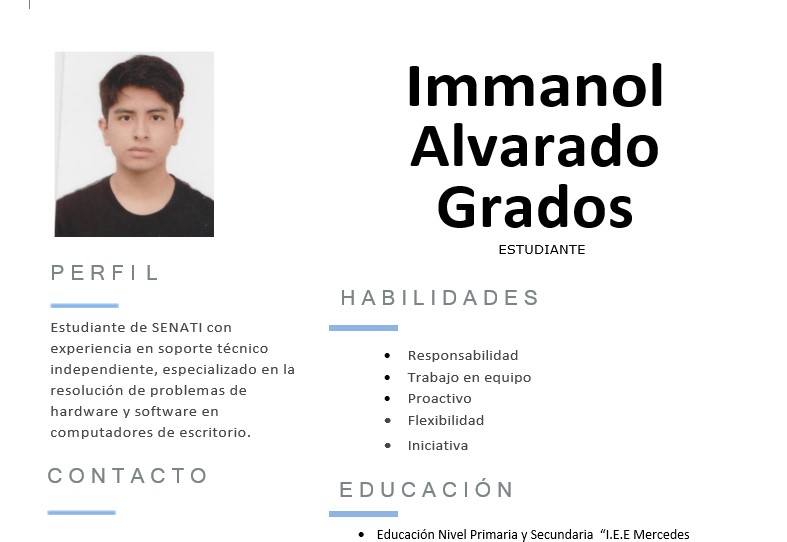 Immanol
Alvarado
Grados
ESTUDIANTE
PERFIL
Estudiante de SENATI con
experiencia en soporte técnico
independiente, especializado en la
resolución de problemas de
hardware y software en
computadores de escritorio.
CONTACTO
HABILIDADES
• Responsabilidad
• Trabajo en equipo
• Proactivo
• Flexibilidad
• Iniciativa
EDUCACIÓN
• Educación Nivel Primaria y Secundaria “I.E.E Mercedes